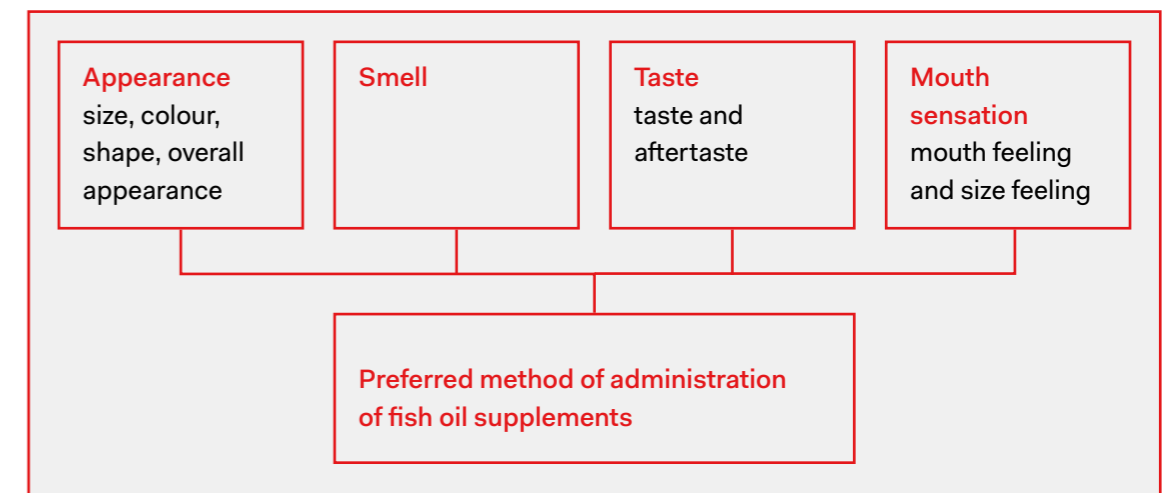 Appearance
size, colour,
shape, overall
appearance
Smell
Taste
taste and
aftertaste
Mouth
sensation
mouth feeling
and size feeling
Preferred method of administration
of fish oil supplements